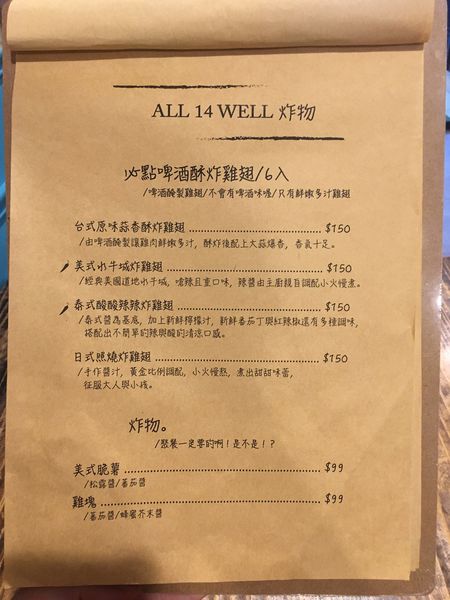 ALL 14 WELL 炸物
必點啤酒酥炸雞翅/6入
/啤酒醃製雞翅/不會有啤酒味喔/只有鮮嫩多汁雞翅
台式原味蒜香酥炸雞翅 $150
/由啤酒醃製讓雞肉鮮嫩多汁，酥炸後配上大蒜爆香，香氣十足。
美式水牛城炸雞翅 $150
/經典美國道地水牛城，嗆辣且重口味，辣醬由主廚親自調配小火慢煮。
泰式酸酸辣辣炸雞翅 $150
/泰式醬為基底，加上新鮮檸檬汁，新鮮番茄丁與紅辣椒還有多種調味，
搭配出不簡單的辣與酸的清涼口感。
日式照燒炸雞翅 $150
/手作醬汁，黃金比例調配，小火慢熬，煮出甜甜味蕾，
征服大人與小孩。
炸物。
/聚餐一定要的啊！是不是！？
美式脆薯 $99
/松露醬/蕃茄醬
雞塊 $99
/蕃茄醬/蜂蜜芥末醬